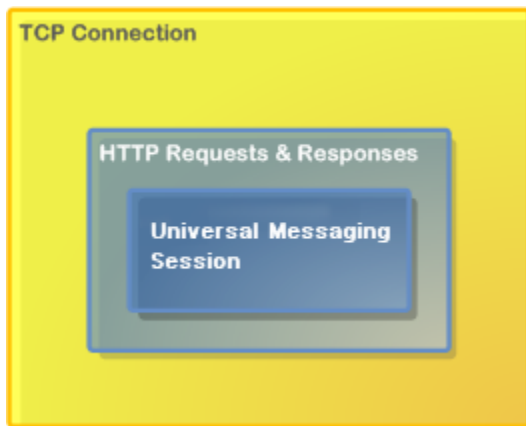 TCP Connection
HTTP Requests & Responses
Universal Messaging
Session